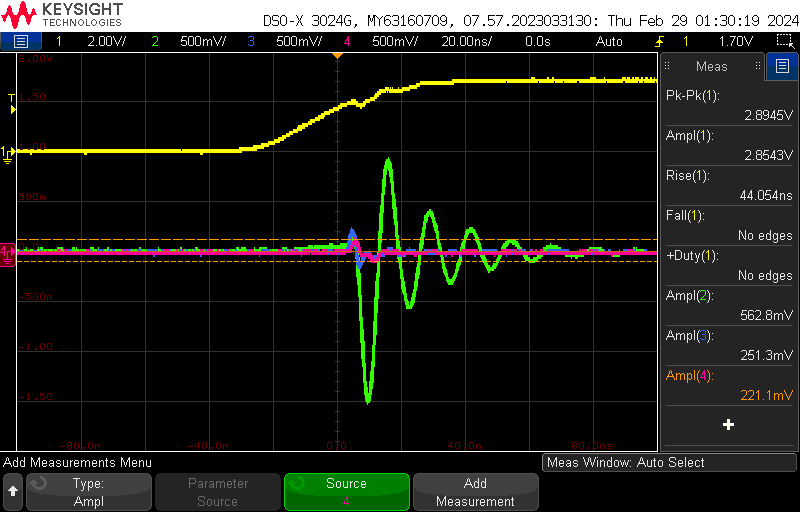 KEYSIGHT
TECHNOLOGIES
DSO-X 3024G, MY63160709, 07.57.2023033130: Thu Feb 29 01:30:19 2024
1 2.00V/ 2 500mV/ 3 500mV/ 4 500mV/ 20.00ns/ 0.0s Auto 1 1.70V
2.00V
T
1.50
1
1.00
500m
4
-500m
-1.00
-1.50
-80.0n -40.0n 0.0 40.0n 80.0n
Meas
Pk-Pk(1):
2.8945V
Ampl(1):
2.8543V
Rise(1):
44.054ns
Fall(1):
No edges
+Duty(1):
No edges
Ampl(2):
562.8mV
Ampl(3):
251.3mV
Ampl(4):
221.1mV
+
Add Measurements Menu
Meas Window: Auto Select
Type:
Ampl
Parameter
Source
Source
4
Add
Measurement